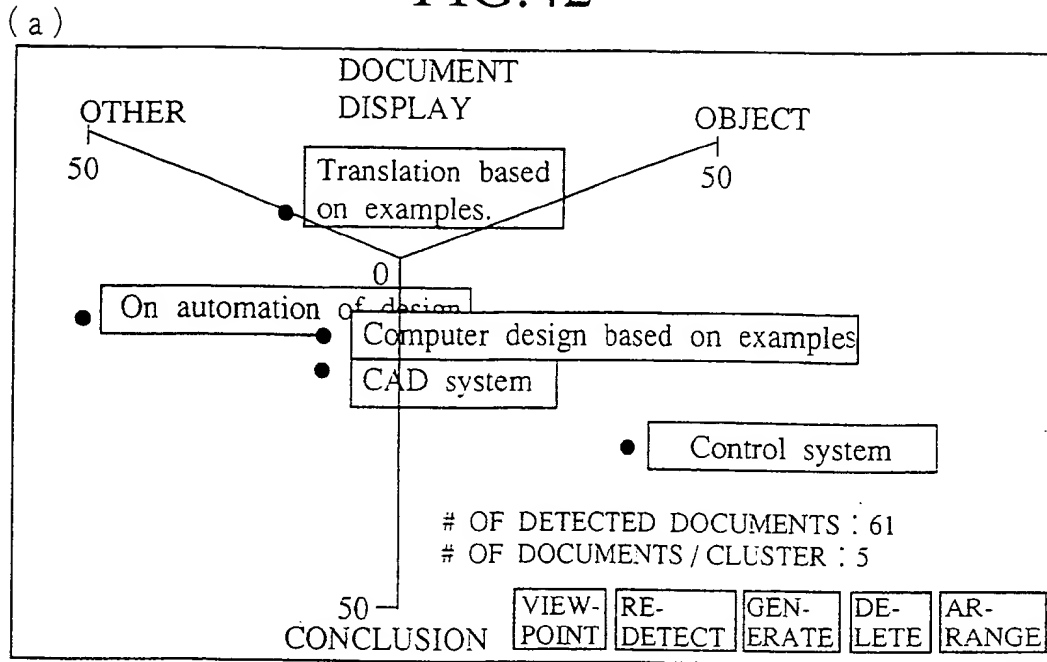 FIG. 42
(a)
DOCUMENT
DISPLAY
OTHER
OBJECT
50
50
Translation based
on examples.
0
On automation of design
Computer design based on examples
CAD system
Control system
# OF DETECTED DOCUMENTS : 61
# OF DOCUMENTS / CLUSTER : 5
50
CONCLUSION
VIEW-
POINT
RE-
DETECT
GEN-
ERATE
DE-
LETE
AR-
RANGE